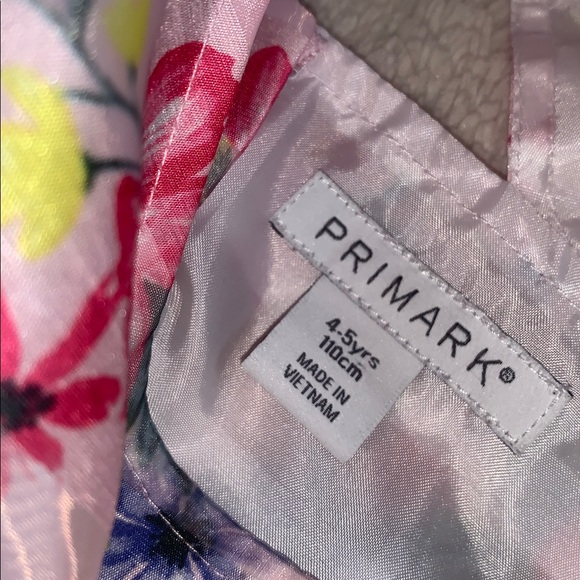 PRIMARK®
4-5yrs
110cm
MADE IN
VIETNAM